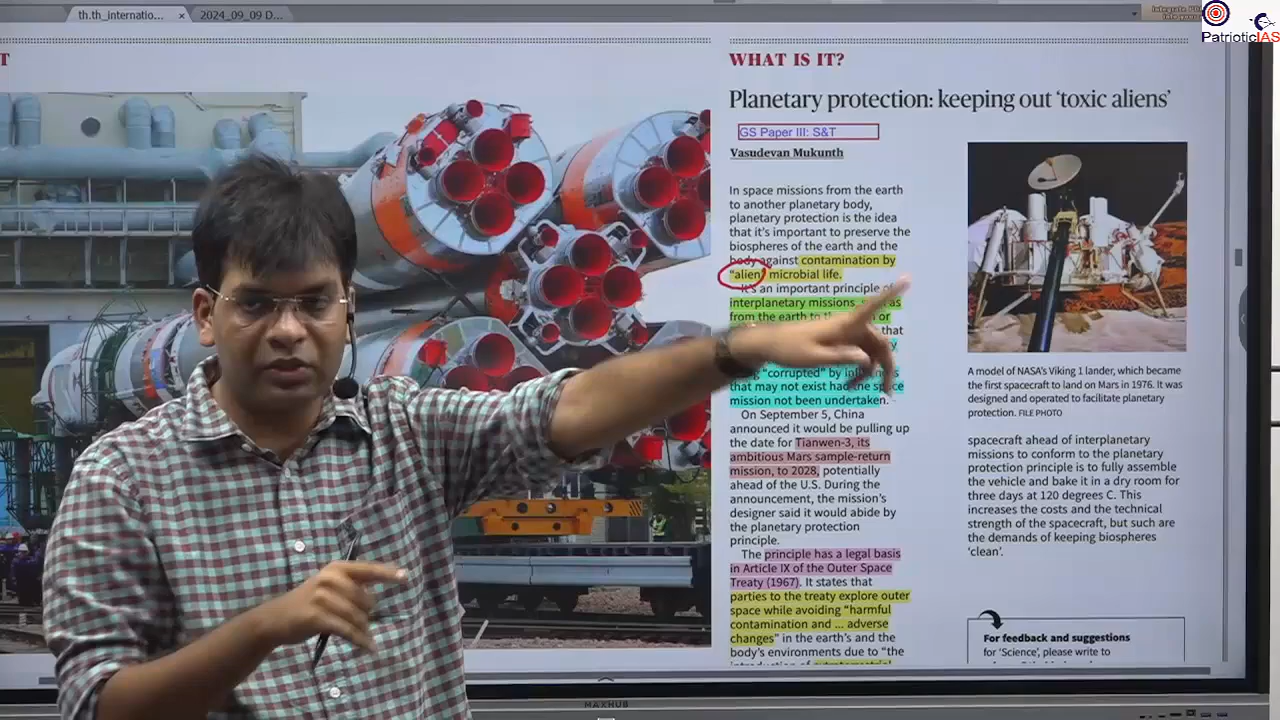 th.th_internatio...
2024_09_09 D...
PatrioticIAS
T
WHAT IS IT?
Planetary protection: keeping out ‘toxic aliens’
GS Paper III: S&T
Vasudevan Mukunth
In space missions from the earth
to another planetary body,
planetary protection is the idea
that it’s important to preserve the
biospheres of the earth and the
body against contamination by
“alien” microbial life.
It’s an important principle of
interplanetary missions, such as
from the earth to the or
that
“corrupted” by
that may not exist had the space
mission not been undertaken.
On September 5, China
announced it would be pulling up
the date for Tianwen-3, its
ambitious Mars sample-return
mission, to 2028, potentially
ahead of the U.S. During the
announcement, the mission’s
designer said it would abide by
the planetary protection
principle.
The principle has a legal basis
in Article IX of the Outer Space
Treaty (1967). It states that
parties to the treaty explore outer
space while avoiding “harmful
contamination and ... adverse
changes” in the earth’s and the
body’s environments due to “the
introduction of extraterrestrial
A model of NASA’s Viking 1 lander, which became
the first spacecraft to land on Mars in 1976. It was
designed and operated to facilitate planetary
protection. FILE PHOTO
spacecraft ahead of interplanetary
missions to conform to the planetary
protection principle is to fully assemble
the vehicle and bake it in a dry room for
three days at 120 degrees C. This
increases the costs and the technical
strength of the spacecraft, but such are
the demands of keeping biospheres
‘clean’.
For feedback and suggestions
for ‘Science’, please write to
MAXHUB